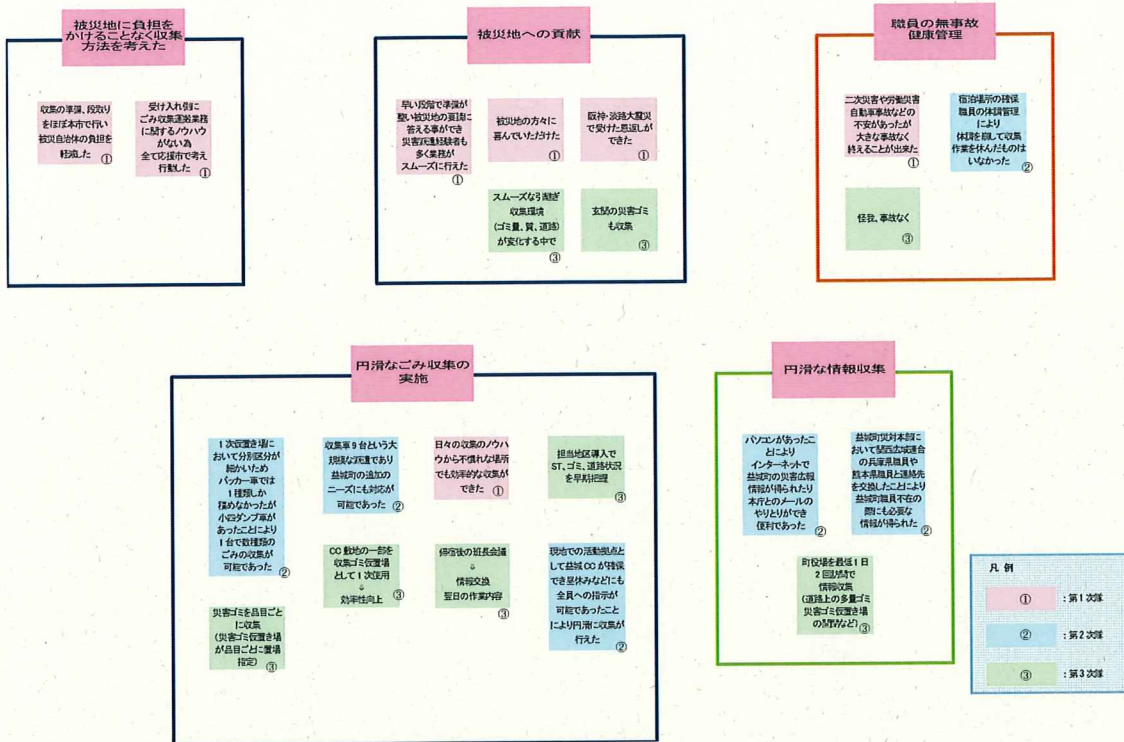 被災地に負担を
かけることなく収集
方法を考えた
収集の準備、段取り
をほぼ本市で行い
被災自治体の負担を
軽減した
①
受け入れ側に
ごみ収集運搬業務
に関するノウハウ
がない為
全て応援市で考え
行動した
①
被災地への貢献
早い段階で準備が
整い被災地の要請に
答える事ができ
災害派遣経験者も
多く業務が
スムーズに行えた
①
被災地の方々に
喜んでいただけた
①
阪神・淡路大震災
で受けた恩返しが
できた
①
スムーズな引継ぎ
収集環境
(ゴミ量、質、道路)
が変化する中で
③
玄関の災害ゴミ
も収集
③
職員の無事故
健康管理
二次災害や労働災害
自動車事故などの
不安があったが
大きな事故なく
終えることが出来た
①
宿泊場所の確保
職員の体調管理
により
体調を崩して収集
作業を休んだものは
いなかった
②
怪我、事故なく
③
円滑なごみ収集の
実施
1次仮置き場に
おいて分別区分が
細かいため
パッカー車では
1種類しか
積めなかったが
小四ダンプ車が
あったことにより
1台で数種類の
ごみの収集が
可能であった
②
収集車9台という大
規模な派遣であり
益城町の追加の
ニーズにも対応が
可能であった
②
日々の収集のノウハ
ウから不慣れな場所
でも効率的な収集が
できた
①
担当地区導入で
ST、ゴミ、道路状況
を早期把握
③
災害ゴミを品目ごと
に収集
(災害ゴミ仮置き場
が品目ごとに置場
指定)
③
CC敷地の一部を
収集ゴミ仮置場
として1次使用
⇓
効率性向上
③
帰宿後の班長会議
⇓
情報交換
翌日の作業内容
③
現地での活動拠点と
して益城CCが確保
でき昼休みなどにも
全員への指示が
可能であったこと
により円滑に収集が
行えた
②
円滑な情報収集
パソコンがあったこ
とにより
インターネットで
益城町の災害広報
情報が得られたり
本庁とのメールの
やりとりができ
便利であった
②
益城町災対本部に
おいて関西広域連合
の兵庫県職員や
熊本県職員と連絡先
を交換したことにより
益城町職員不在の
際にも必要な
情報が得られた
②
町役場を最低1日
2回訪問で
情報収集
(道路上の多量ゴミ
災害ゴミ仮置き場
の開閉など)
③
凡例
①
:第1次隊
②
:第2次隊
③
:第3次隊